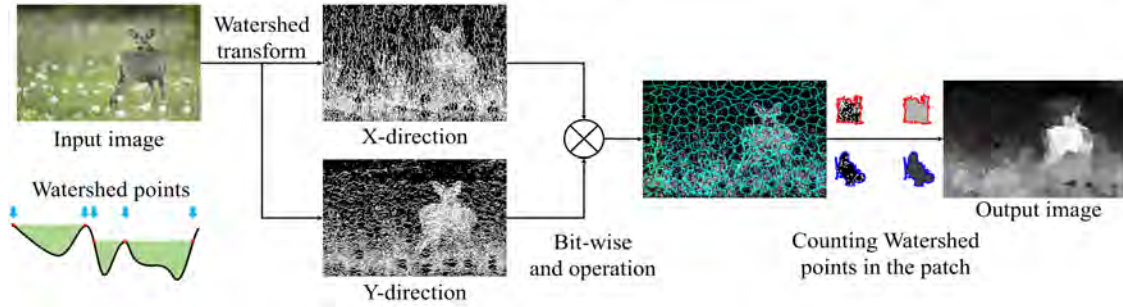 Watershed
transform
Input image
X-direction
Watershed points
Y-direction
Bit-wise
and operation
Counting Watershed
points in the patch
Output image